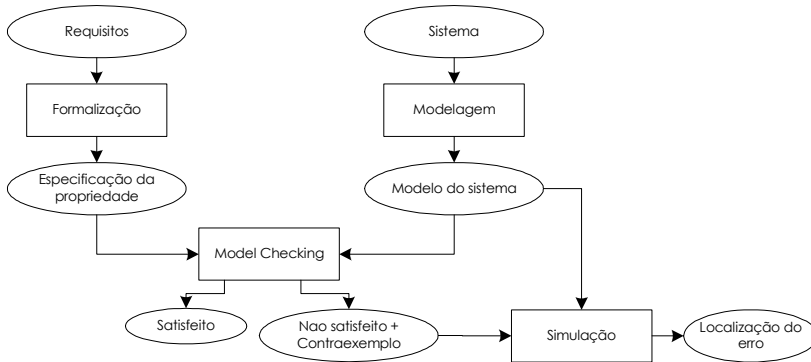 Requisitos
Sistema
Formalização
Modelagem
Especificação da
propriedade
Modelo do sistema
Model Checking
Satisfeito
Nao satisfeito +
Contraexemplo
Simulação
Localização do
erro